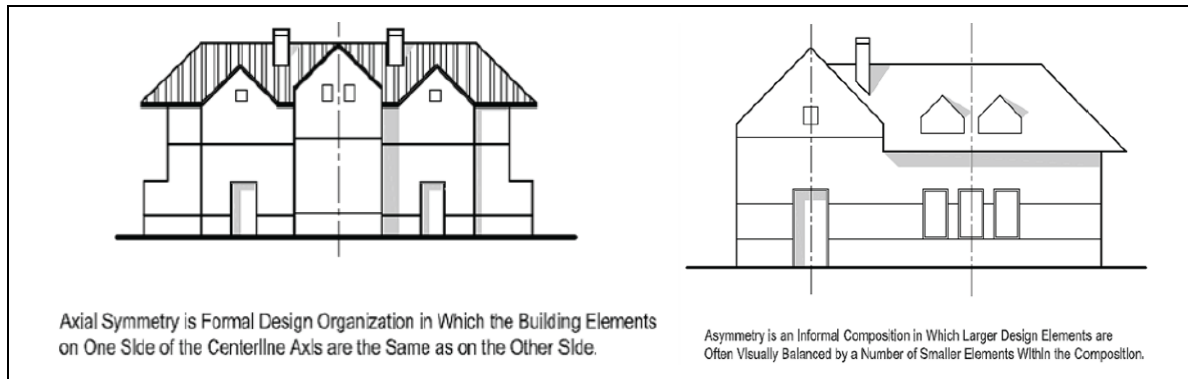 Axial Symmetry is Formal Design Organization in Which the Building Elements
on One Side of the Centerline Axis are the Same as on the Other Side.
Asymmetry is an Informal Composition in Which Larger Design Elements are
Often Visually Balanced by a Number of Smaller Elements Within the Composition.